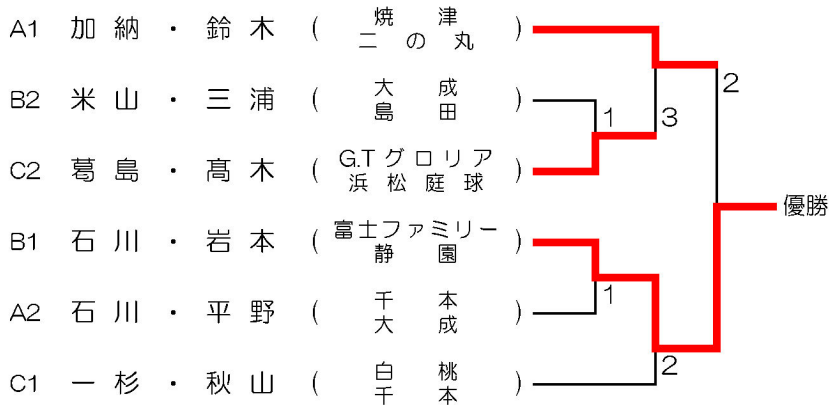 A1 加納・鈴木 ( 焼津 二の丸 )
B2 米山・三浦 ( 大成 島田 )
C2 葛島・髙木 ( G.Tグロリア 浜松庭球 )
B1 石川・岩本 ( 富士ファミリー 静園 )
A2 石川・平野 ( 千本 大成 )
C1 一杉・秋山 ( 白桃 千本 )
2
1
3
優勝
1
2